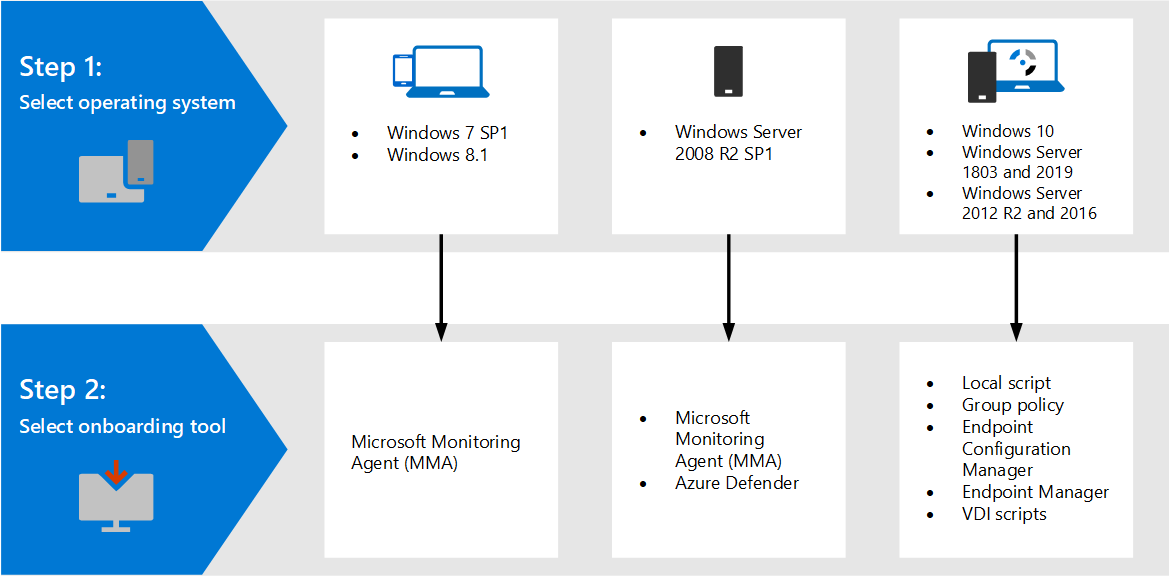 Step 1:
Select operating system
• Windows 7 SP1
• Windows 8.1
• Windows Server
2008 R2 SP1
• Windows 10
• Windows Server
1803 and 2019
• Windows Server
2012 R2 and 2016
Step 2:
Select onboarding tool
Microsoft Monitoring
Agent (MMA)
• Microsoft
Monitoring
Agent (MMA)
• Azure Defender
• Local script
• Group policy
• Endpoint
Configuration
Manager
• Endpoint Manager
• VDI scripts